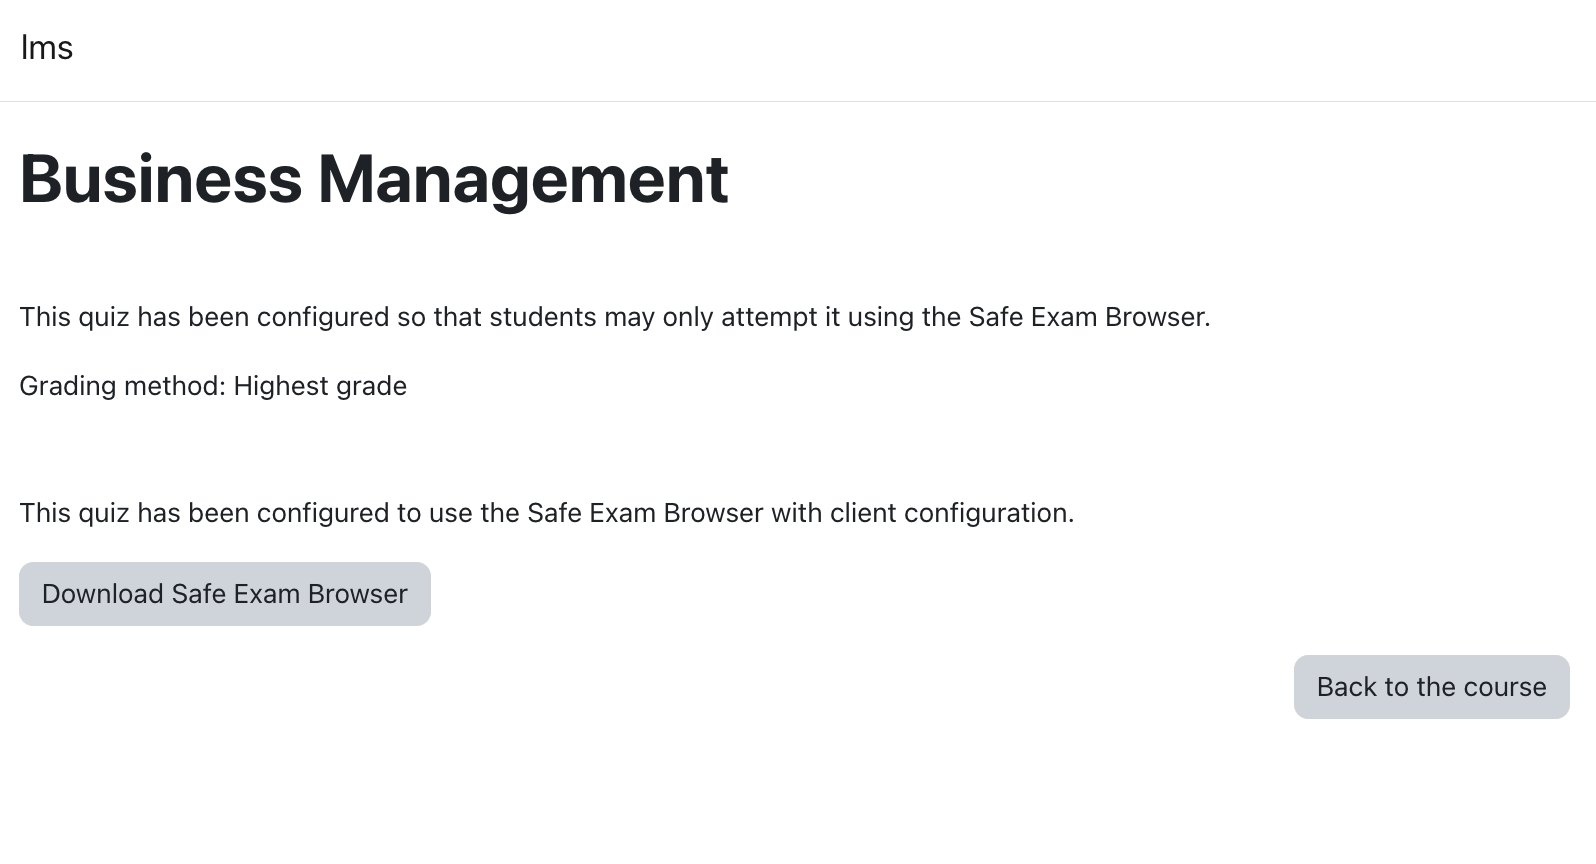 lms
Business Management
This quiz has been configured so that students may only attempt it using the Safe Exam Browser.
Grading method: Highest grade
This quiz has been configured to use the Safe Exam Browser with client configuration.
Download Safe Exam Browser
Back to the course